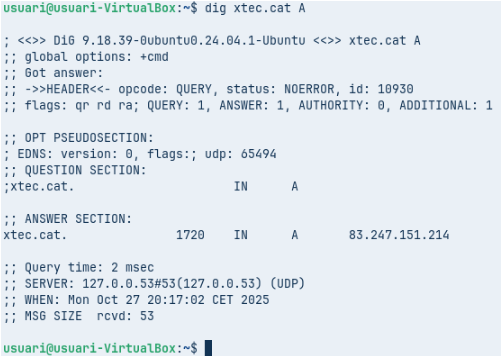 usuari@usuari-VirtualBox:~$ dig xtec.cat A
; <<>> DiG 9.18.39-0ubuntu0.24.04.1-Ubuntu <<>> xtec.cat A
;; global options: +cmd
;; Got answer:
;; ->>HEADER<<- opcode: QUERY, status: NOERROR, id: 10930
;; flags: qr rd ra; QUERY: 1, ANSWER: 1, AUTHORITY: 0, ADDITIONAL: 1
;; OPT PSEUDOSECTION:
; EDNS: version: 0, flags:; udp: 65494
;; QUESTION SECTION:
;xtec.cat. IN A
;; ANSWER SECTION:
xtec.cat. 1720 IN A 83.247.151.214
;; Query time: 2 msec
;; SERVER: 127.0.0.53#53(127.0.0.53) (UDP)
;; WHEN: Mon Oct 27 20:17:02 CET 2025
;; MSG SIZE rcvd: 53
usuari@usuari-VirtualBox:~$